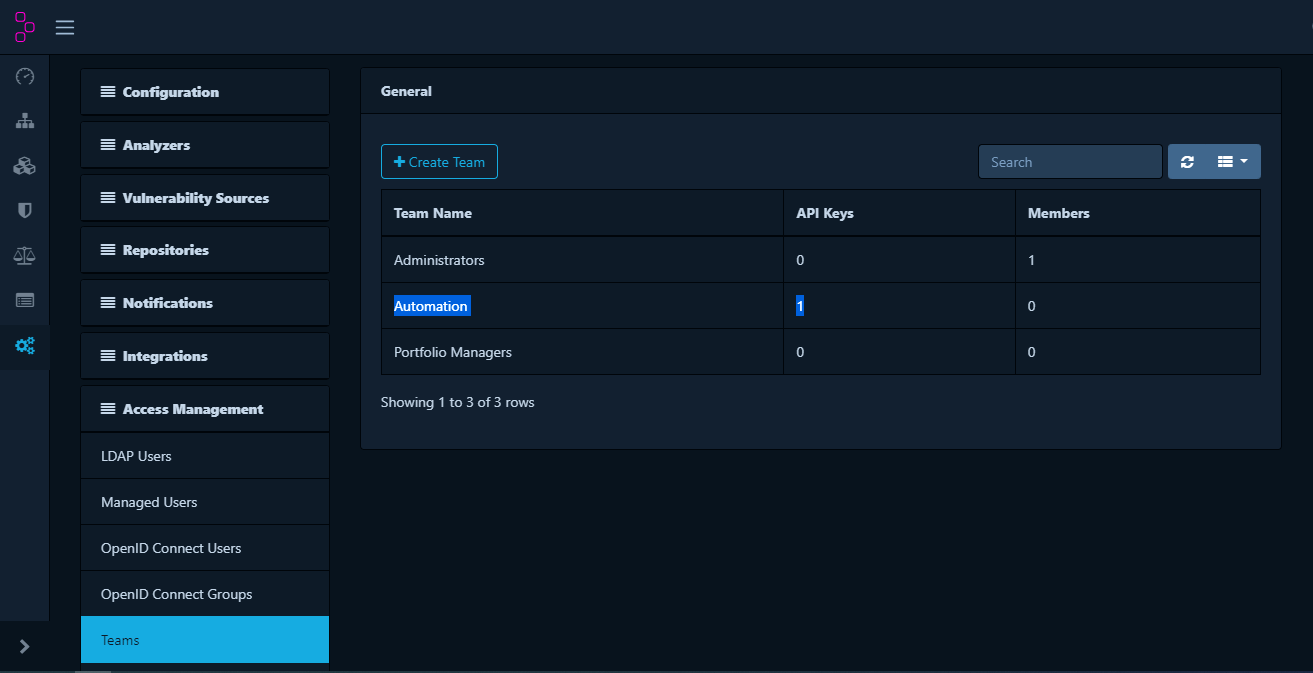 Configuration
Analyzers
Vulnerability Sources
Repositories
Notifications
Integrations
Access Management
LDAP Users
Managed Users
OpenID Connect Users
OpenID Connect Groups
Teams
General
Create Team
Search
Team Name API Keys Members
Administrators 0 1
Automation 1 0
Portfolio Managers 0 0
Showing 1 to 3 of 3 rows